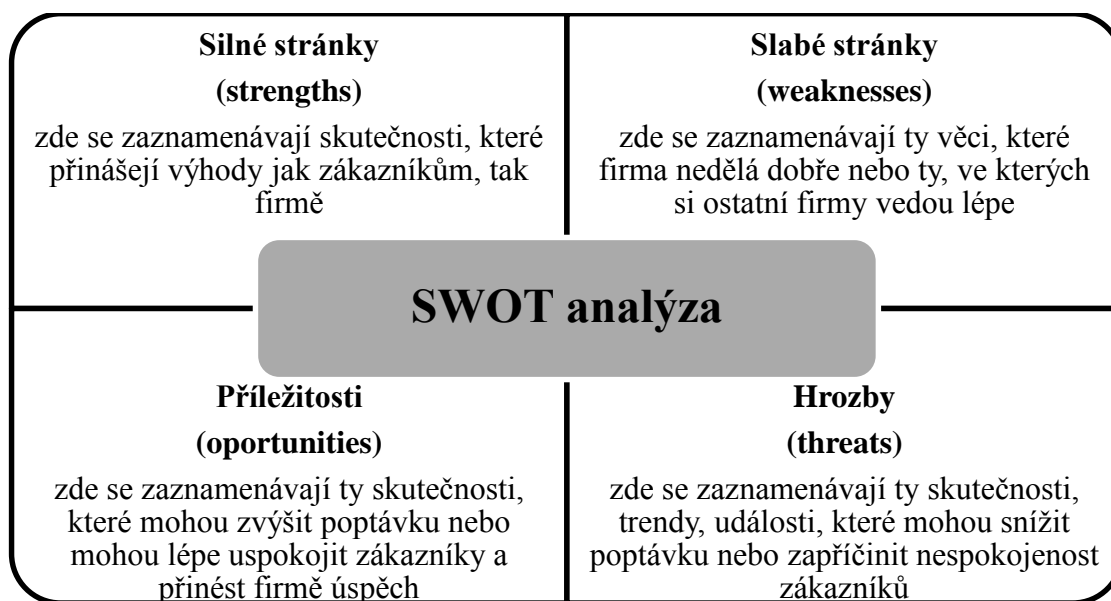 Silné stránky
(strengths)
zde se zaznamenávají skutečnosti, které
přinášejí výhody jak zákazníkům, tak
firmě
Slabé stránky
(weaknesses)
zde se zaznamenávají ty věci, které
firma nedělá dobře nebo ty, ve kterých
si ostatní firmy vedou lépe
SWOT analýza
Příležitosti
(oportunities)
zde se zaznamenávají ty skutečnosti,
které mohou zvýšit poptávku nebo
mohou lépe uspokojit zákazníky a
přinést firmě úspěch
Hrozby
(threats)
zde se zaznamenávají ty skutečnosti,
trendy, události, které mohou snížit
poptávku nebo zapříčinit nespokojenost
zákazníků